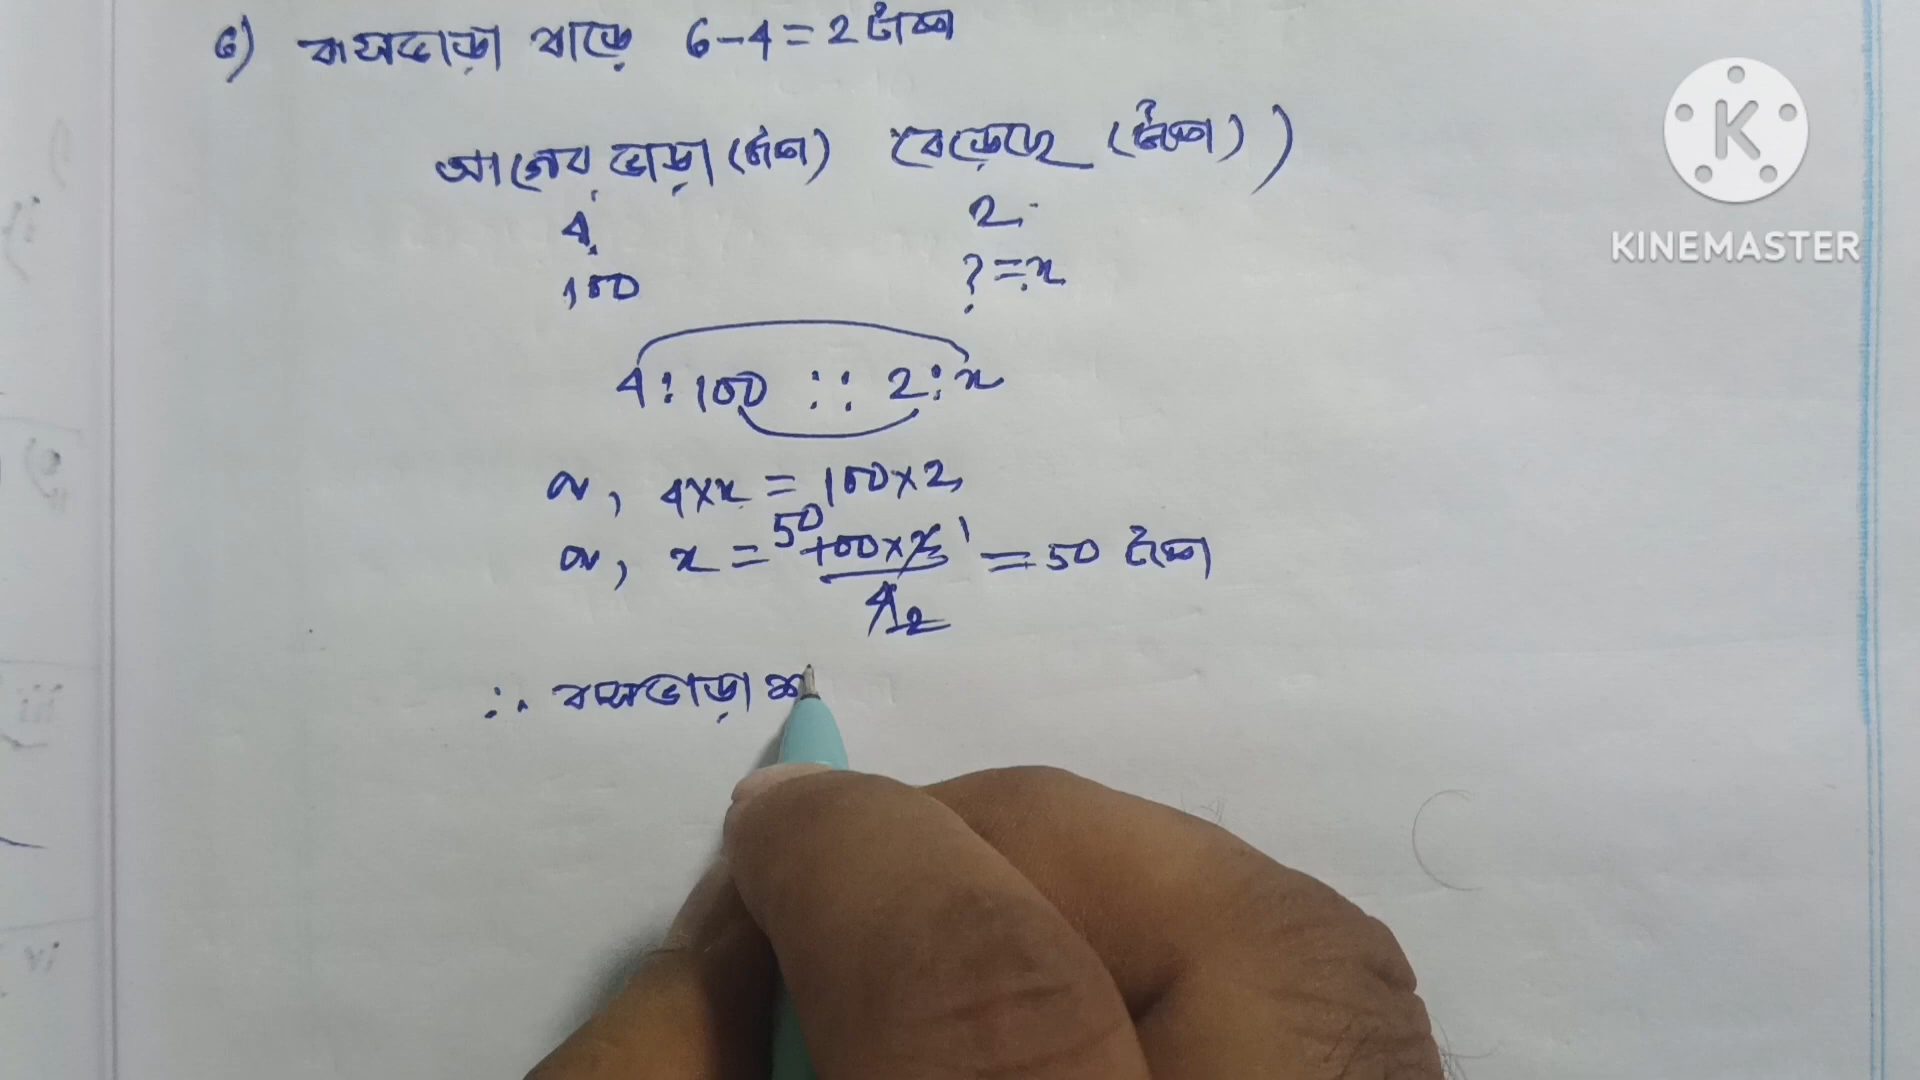 ৩) বাসভাড়া বাড়ে 6-4=2 টাকা
আগের ভাড়া (টাকা) বেড়েছে (টাকা)
4 2
100 ?=x
4:100 :: 2:x
বা, 4×x = 100×2
বা, x = 50 100×2 1 = 50 টাকা
4 2
∴ বাসভাড়া
K
KINEMASTER